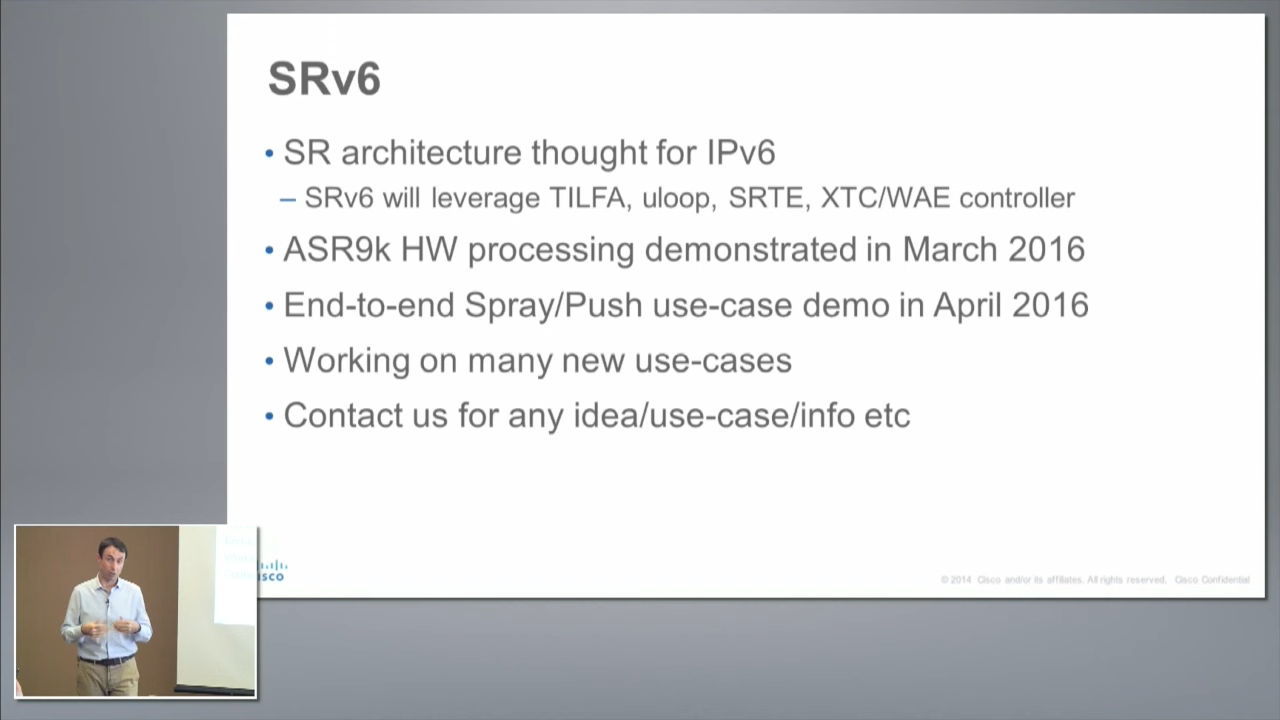 SRv6
• SR architecture thought for IPv6
– SRv6 will leverage TILFA, uloop, SRTE, XTC/WAE controller
• ASR9k HW processing demonstrated in March 2016
• End-to-end Spray/Push use-case demo in April 2016
• Working on many new use-cases
• Contact us for any idea/use-case/info etc
© 2014 Cisco and/or its affiliates. All rights reserved. Cisco Confidential